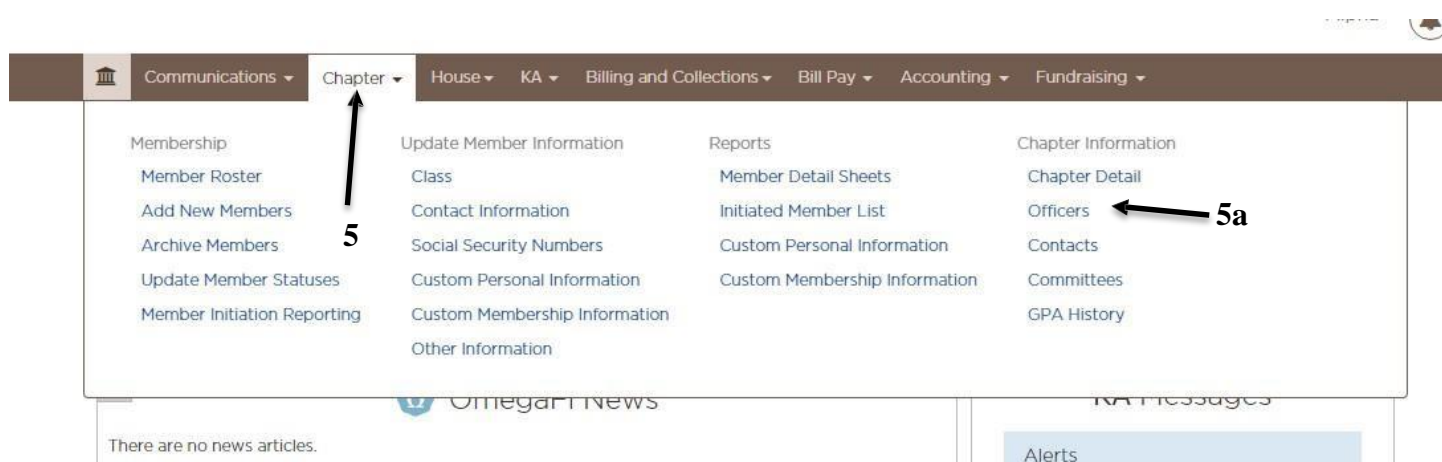 Communications Chapter House KA Billing and Collections Bill Pay Accounting Fundraising
Membership
Member Roster
Add New Members
Archive Members
Update Member Statuses
Member Initiation Reporting
5
Update Member Information
Class
Contact Information
Social Security Numbers
Custom Personal Information
Custom Membership Information
Other Information
Reports
Member Detail Sheets
Initiated Member List
Custom Personal Information
Custom Membership Information
Chapter Information
Chapter Detail
Officers
5a
Contacts
Committees
GPA History
OmegaFi News
There are no news articles.
KA Messages
Alerts